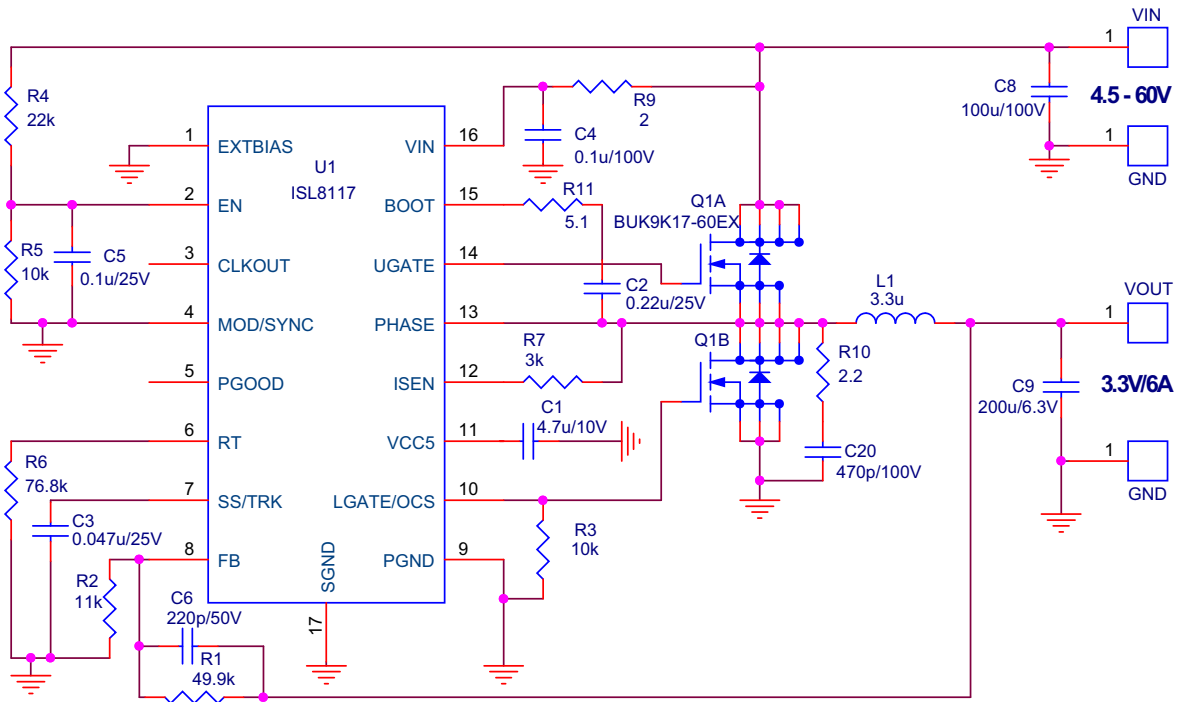 VIN
1
R4
22k
C8
100u/100V
4.5 - 60V
1
GND
R9
2
C4
0.1u/100V
1
EXTBIAS
U1
ISL8117
VIN
16
2
EN
BOOT
15
R11
5.1
Q1A
BUK9K17-60EX
R5
10k
C5
0.1u/25V
3
CLKOUT
UGATE
14
C2
0.22u/25V
L1
3.3u
VOUT
1
4
MOD/SYNC
PHASE
13
R7
3k
Q1B
R10
2.2
5
PGOOD
ISEN
12
C9
200u/6.3V
3.3V/6A
C1
4.7u/10V
6
RT
VCC5
11
R6
76.8k
C20
470p/100V
1
GND
7
SS/TRK
LGATE/OCS
10
C3
0.047u/25V
R3
10k
8
FB
SGND
PGND
9
R2
11k
C6
220p/50V
17
R1
49.9k